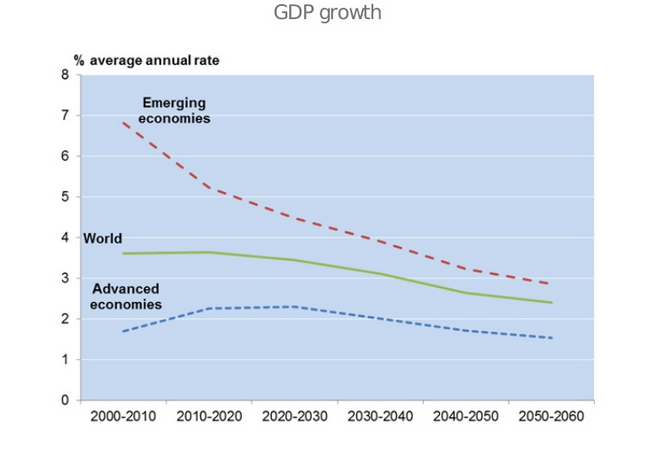 GDP growth
% average annual rate
8
7
6
5
4
3
2
1
0
Emerging
economies
World
Advanced
economies
2000-2010 2010-2020 2020-2030 2030-2040 2040-2050 2050-2060